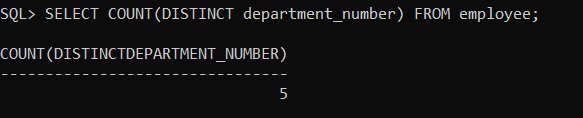 SQL> SELECT COUNT(DISTINCT department_number) FROM employee;
COUNT(DISTINCTDEPARTMENT_NUMBER)
--------------------------------
5